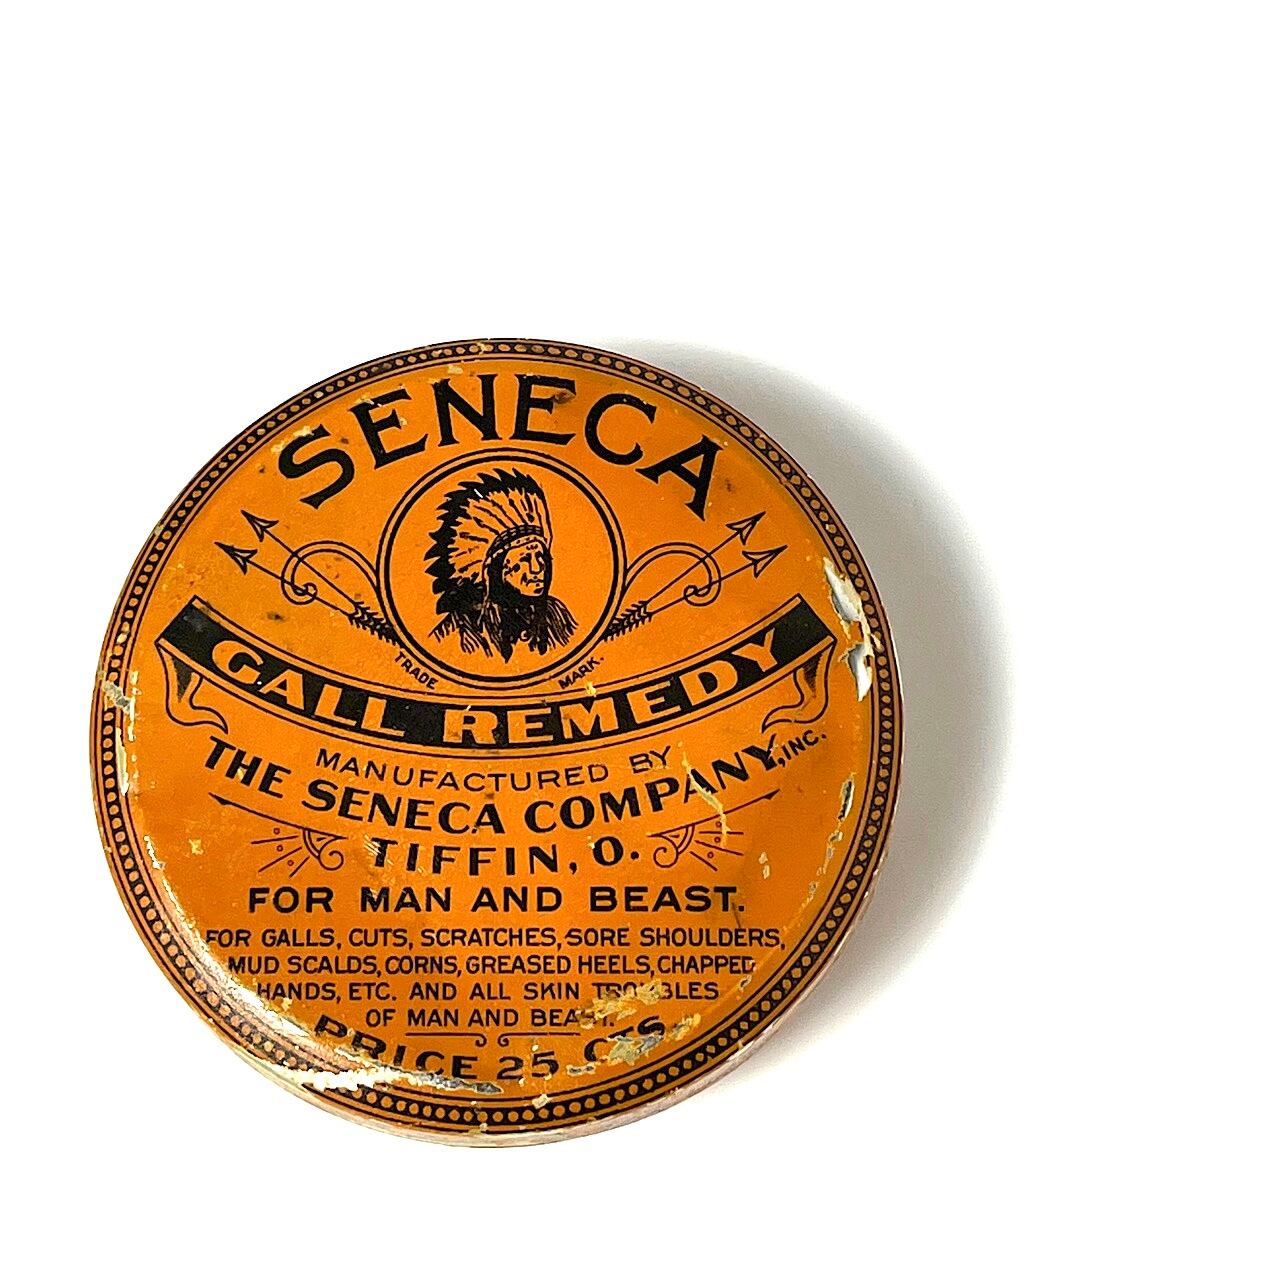 SENECA
TRADE MARK.
GALL REMEDY
MANUFACTURED BY
THE SENECA COMPANY, INC.
TIFFIN, O.
FOR MAN AND BEAST.
FOR GALLS, CUTS, SCRATCHES, SORE SHOULDERS,
MUD SCALDS, CORNS, GREASED HEELS, CHAPPED
HANDS, ETC. AND ALL SKIN TROUBLES
OF MAN AND BEAST.
PRICE 25 CTS.